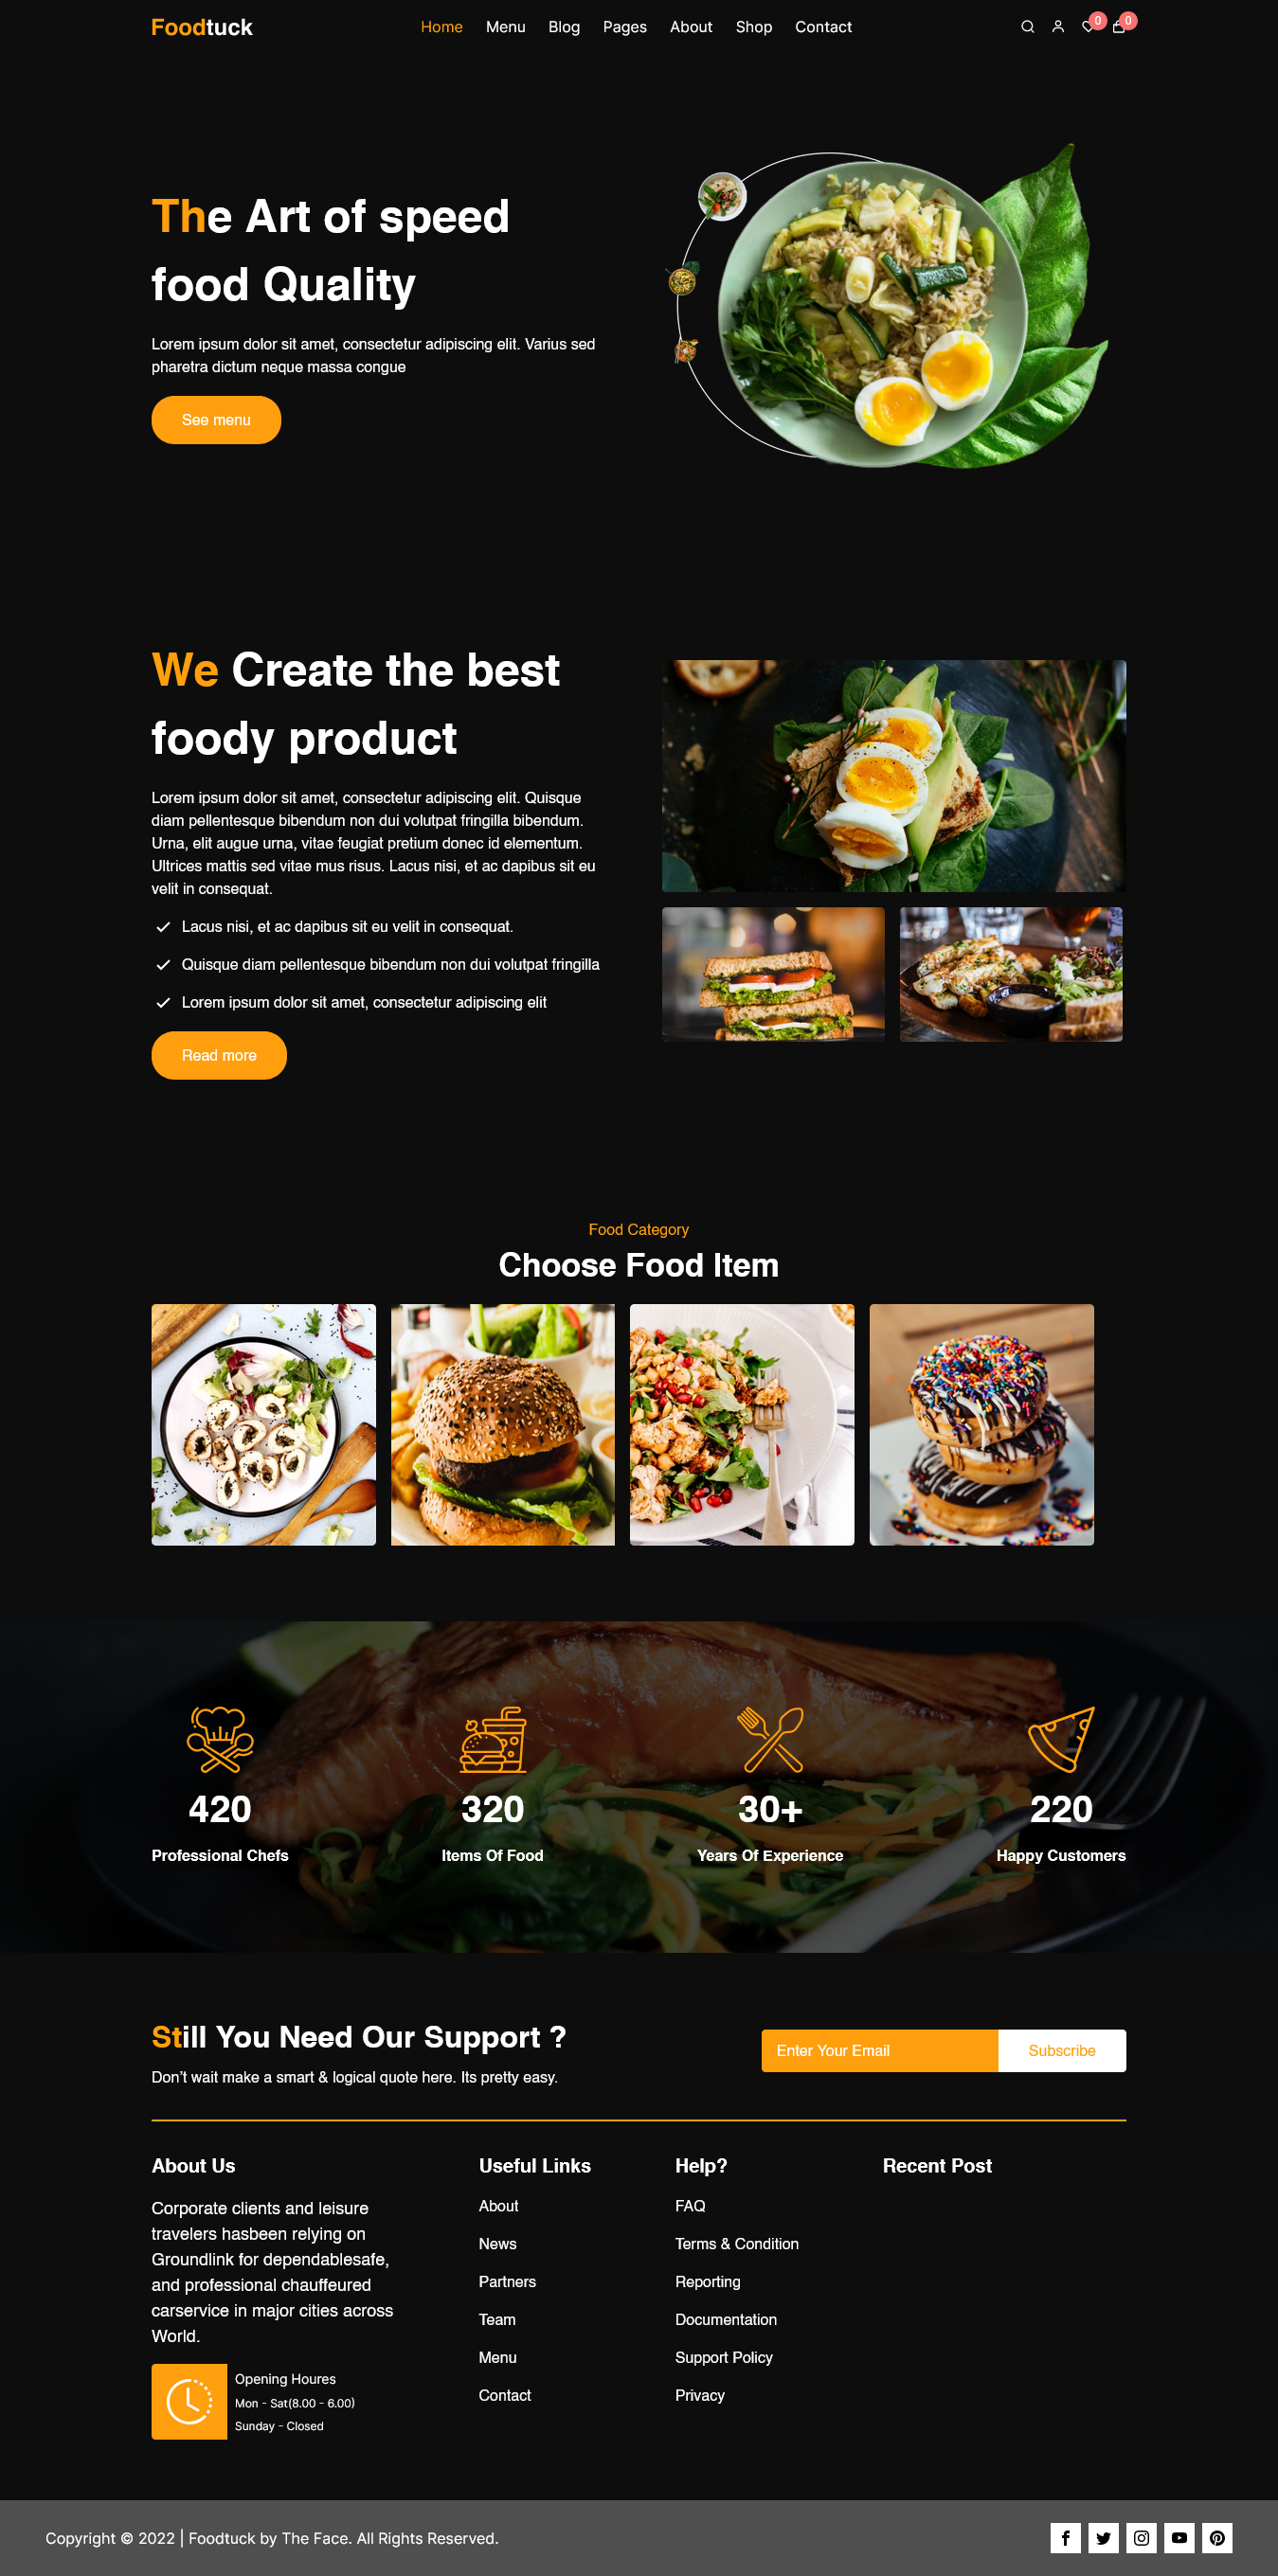 Foodtuck
Home Menu Blog Pages About Shop Contact
0 0
The Art of speed
food Quality
Lorem ipsum dolor sit amet, consectetur adipiscing elit. Varius sed
pharetra dictum neque massa congue
See menu
We Create the best
foody product
Lorem ipsum dolor sit amet, consectetur adipiscing elit. Quisque
diam pellentesque bibendum non dui volutpat fringilla bibendum.
Urna, elit augue urna, vitae feugiat pretium donec id elementum.
Ultrices mattis sed vitae mus risus. Lacus nisi, et ac dapibus sit eu
velit in consequat.
Lacus nisi, et ac dapibus sit eu velit in consequat.
Quisque diam pellentesque bibendum non dui volutpat fringilla
Lorem ipsum dolor sit amet, consectetur adipiscing elit
Read more
Food Category
Choose Food Item
420
Professional Chefs
320
Items Of Food
30+
Years Of Experience
220
Happy Customers
Still You Need Our Support ?
Don't wait make a smart & logical quote here. Its pretty easy.
Enter Your Email
Subscribe
About Us
Corporate clients and leisure
travelers hasbeen relying on
Groundlink for dependablesafe,
and professional chauffeured
carservice in major cities across
World.
Opening Houres
Mon - Sat(8.00 - 6.00)
Sunday - Closed
Useful Links
About
News
Partners
Team
Menu
Contact
Help?
FAQ
Terms & Condition
Reporting
Documentation
Support Policy
Privacy
Recent Post
Copyright © 2022 | Foodtuck by The Face. All Rights Reserved.